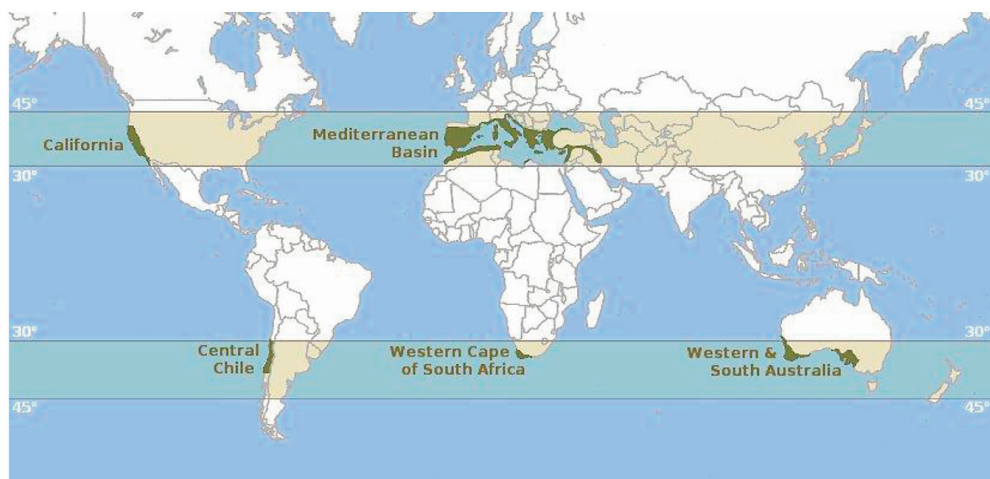 45°
45°
California
Mediterranean
Basin
30°
30°
30°
30°
Central
Chile
Western Cape
of South Africa
Western &
South Australia
45°
45°